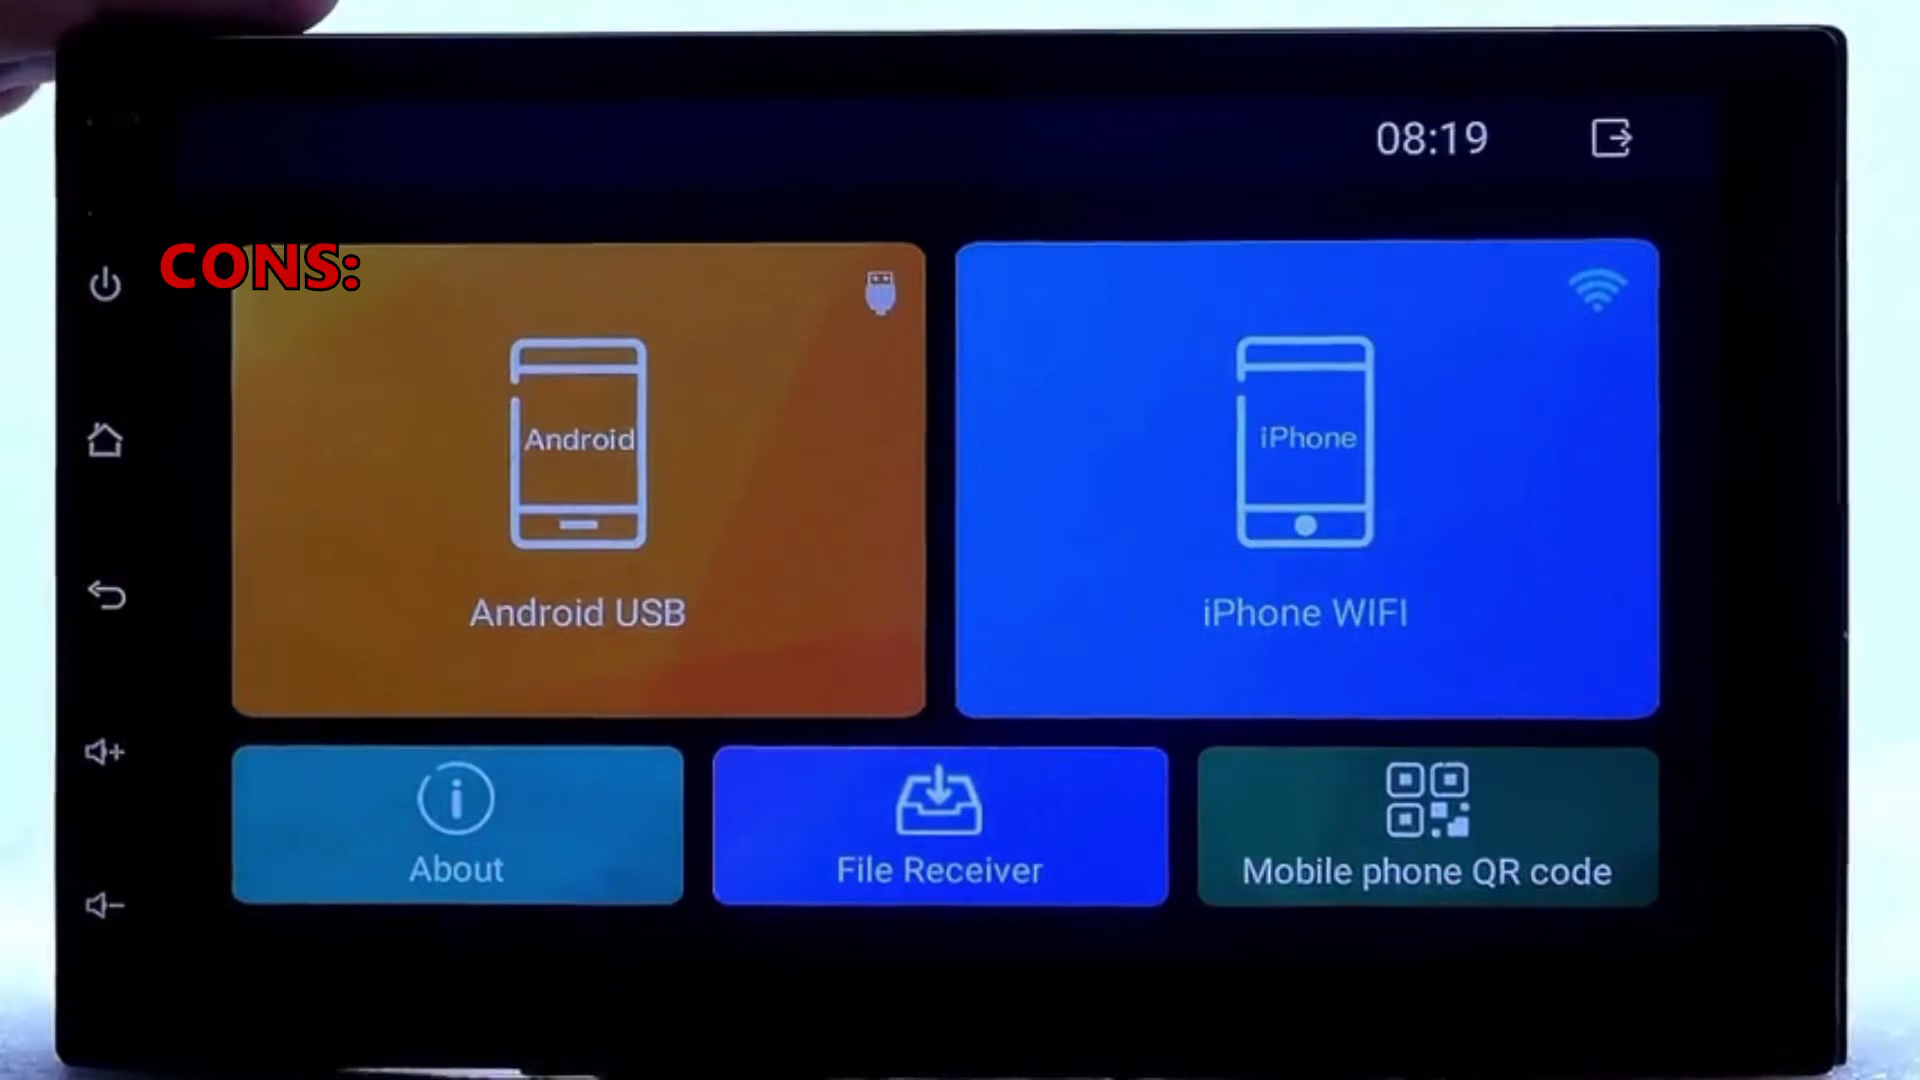 08:19
CONS:
Android
iPhone
Android USB
iPhone WIFI
About
File Receiver
Mobile phone QR code